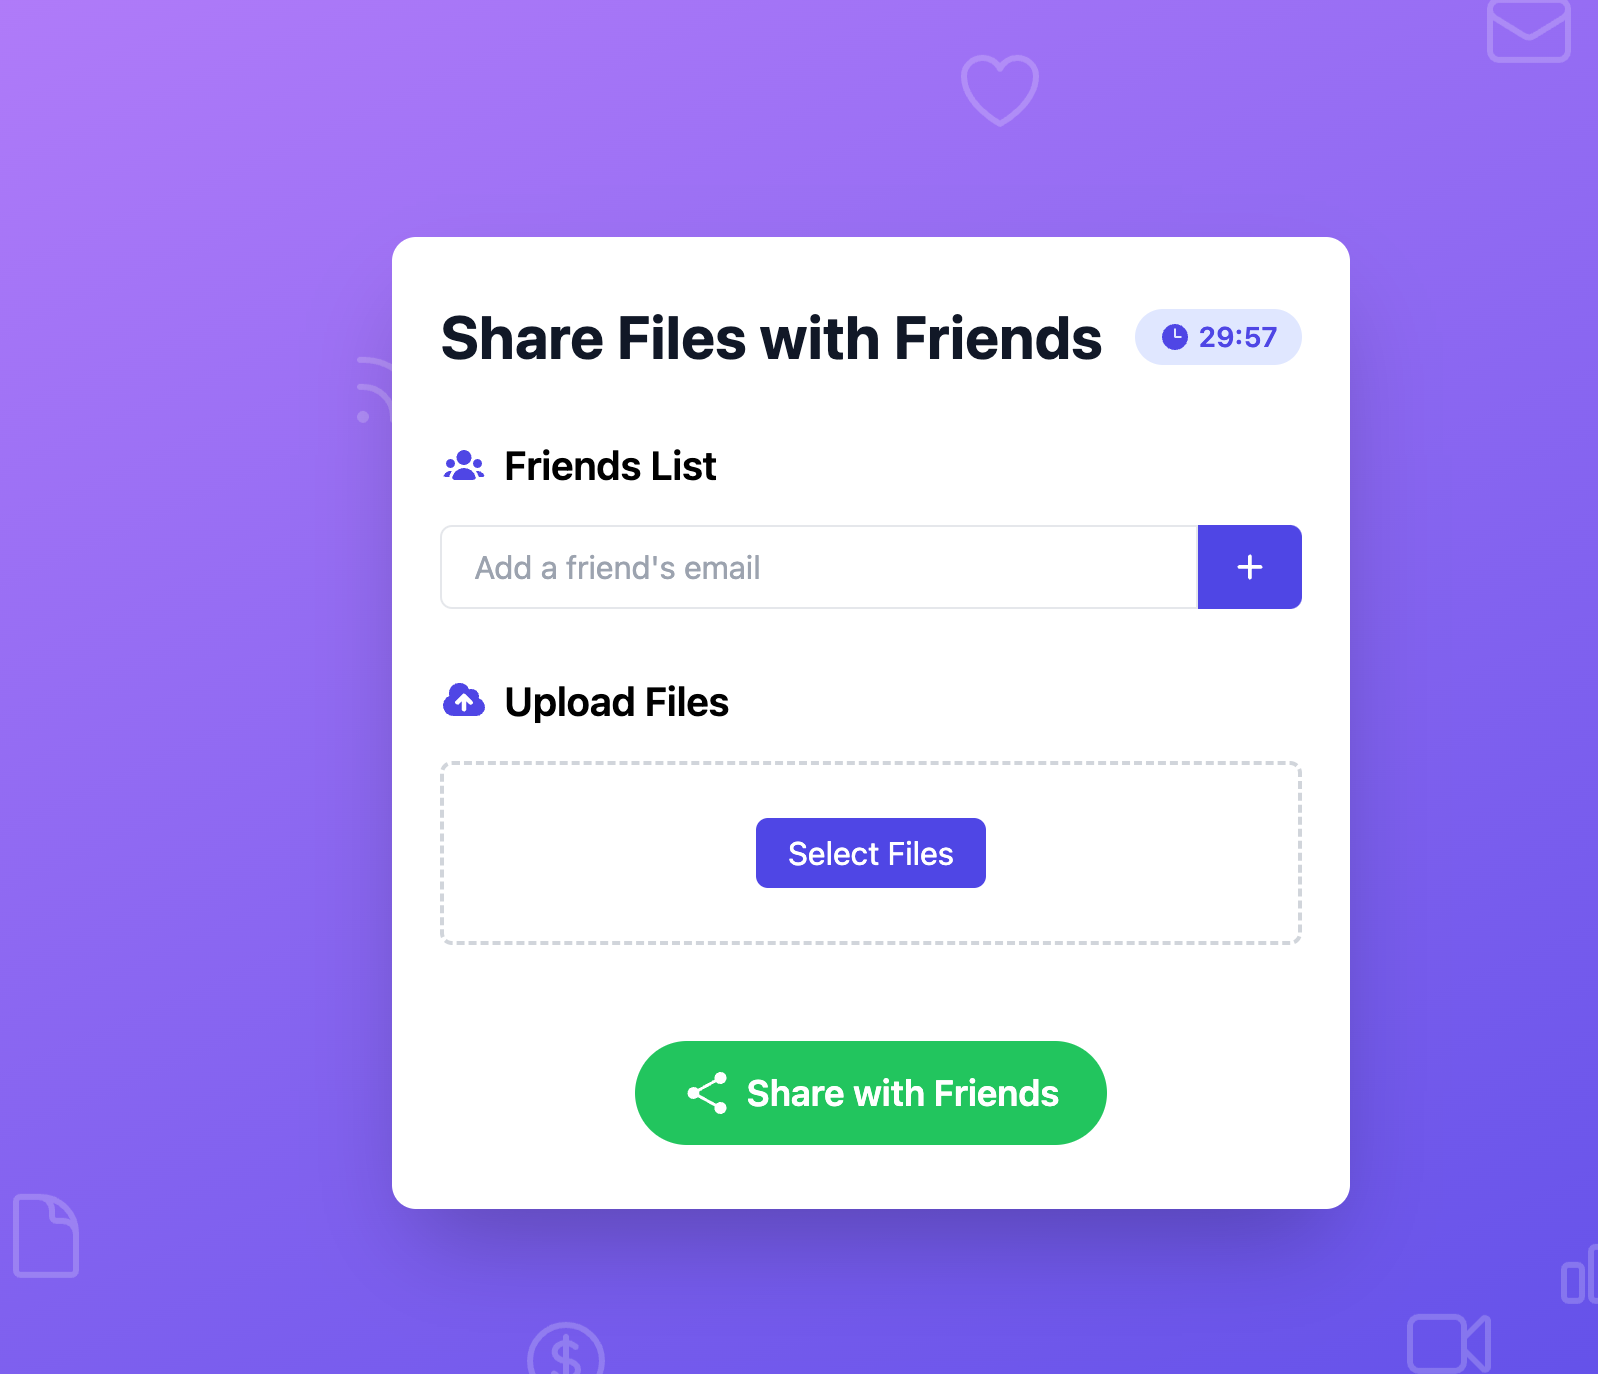 Share Files with Friends
29:57
Friends List
Add a friend's email
Upload Files
Select Files
Share with Friends